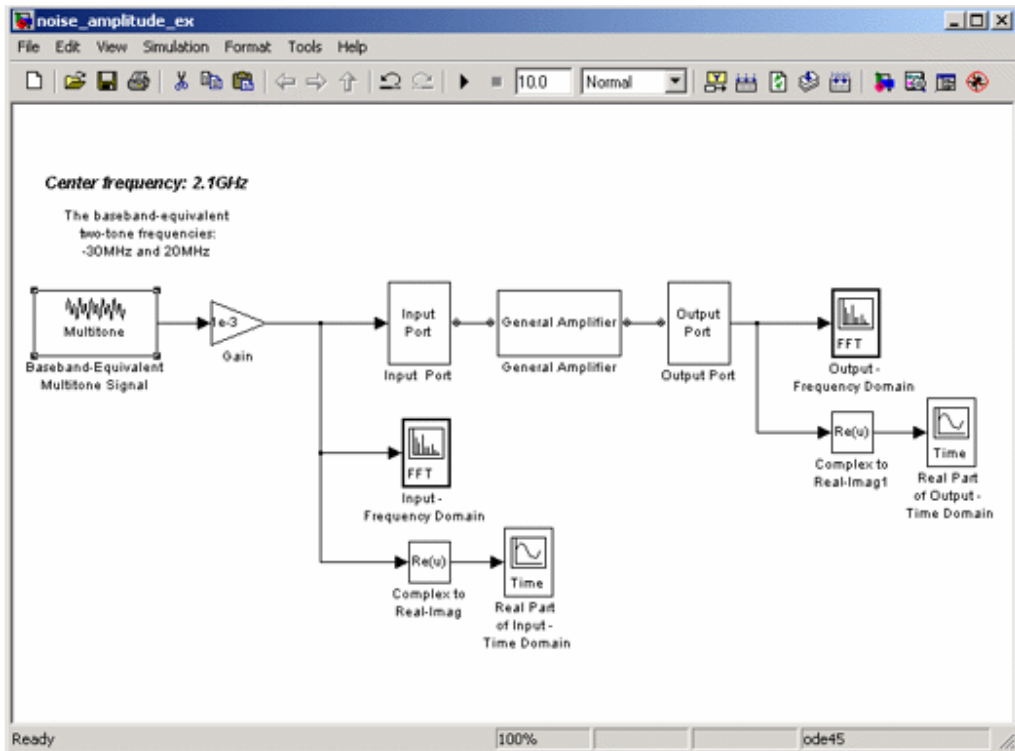 noise_amplitude_ex
File Edit View Simulation Format Tools Help
10.0 Normal
Center frequency: 2.1GHz
The baseband-equivalent
two-tone frequencies:
-30MHz and 20MHz
Multitone
Baseband-Equivalent
Multitone Signal
1e-3
Gain
Input
Port
Input Port
General Amplifier
General Amplifier
Output
Port
Output Port
FFT
Output -
Frequency Domain
Re(u)
Complex to
Real-Imag1
Time
Real Part
of Output -
Time Domain
FFT
Input -
Frequency Domain
Re(u)
Complex to
Real-Imag
Time
Real Part
of Input -
Time Domain
Ready 100% ode45